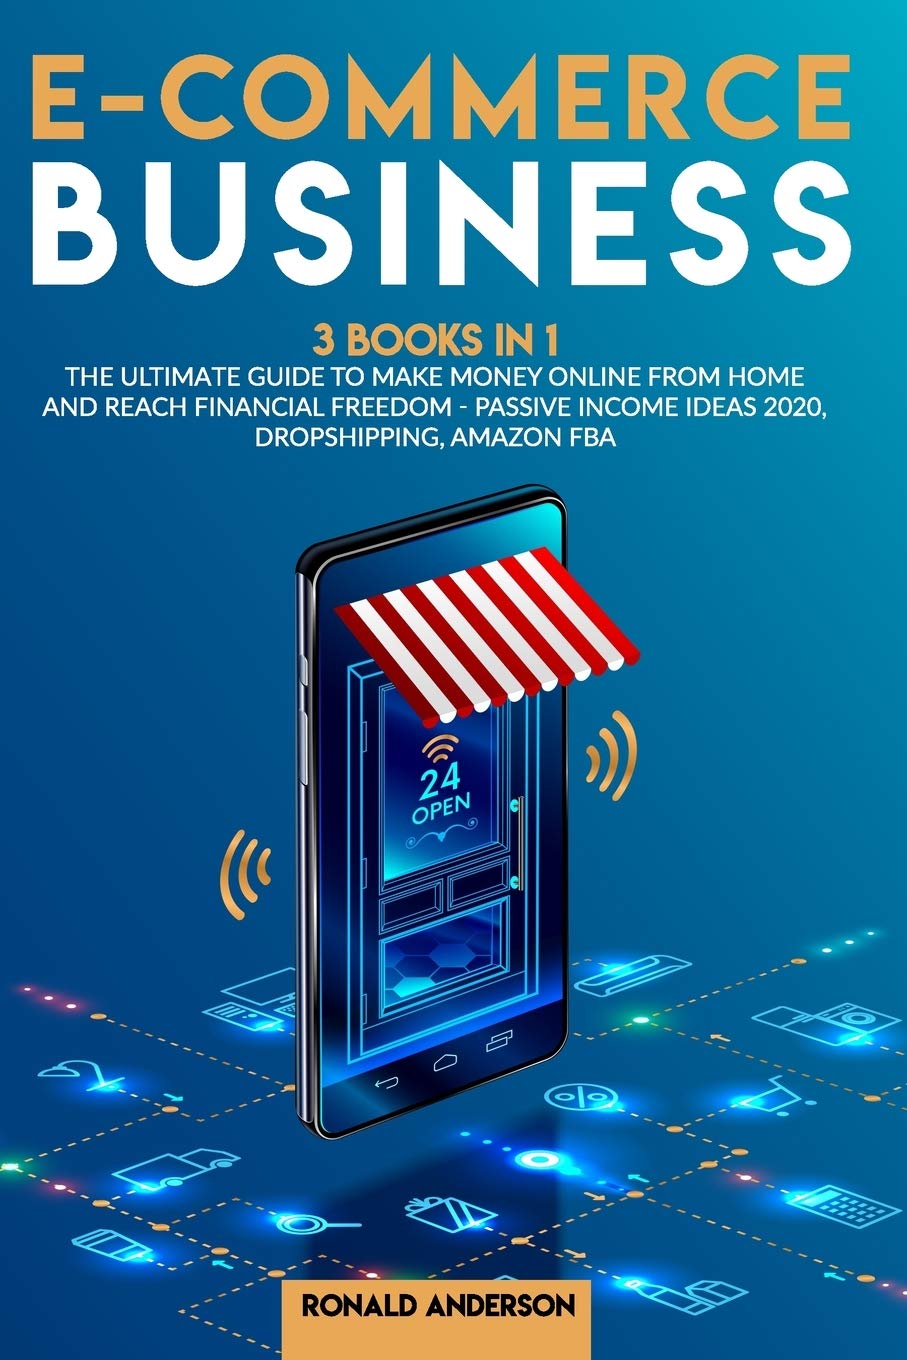 E-COMMERCE
BUSINESS
3 BOOKS IN 1
THE ULTIMATE GUIDE TO MAKE MONEY ONLINE FROM HOME
AND REACH FINANCIAL FREEDOM - PASSIVE INCOME IDEAS 2020,
DROPSHIPPING, AMAZON FBA
24
OPEN
%
RONALD ANDERSON